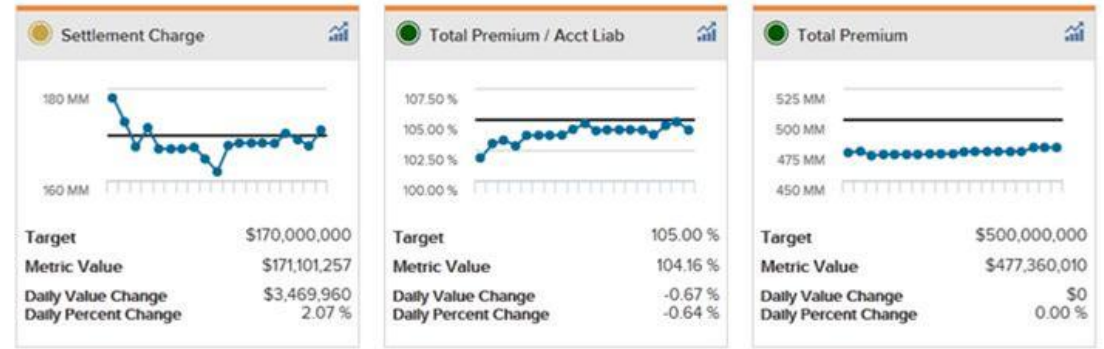 Settlement Charge
180 MM
160 MM
Target $170,000,000
Metric Value $171,101,257
Daily Value Change $3,469,960
Daily Percent Change 2.07 %
Total Premium / Acct Liab
107.50 %
105.00 %
102.50 %
100.00 %
Target 105.00 %
Metric Value 104.16 %
Daily Value Change -0.67 %
Daily Percent Change -0.64 %
Total Premium
525 MM
500 MM
475 MM
450 MM
Target $500,000,000
Metric Value $477,360,010
Daily Value Change $0
Daily Percent Change 0.00 %